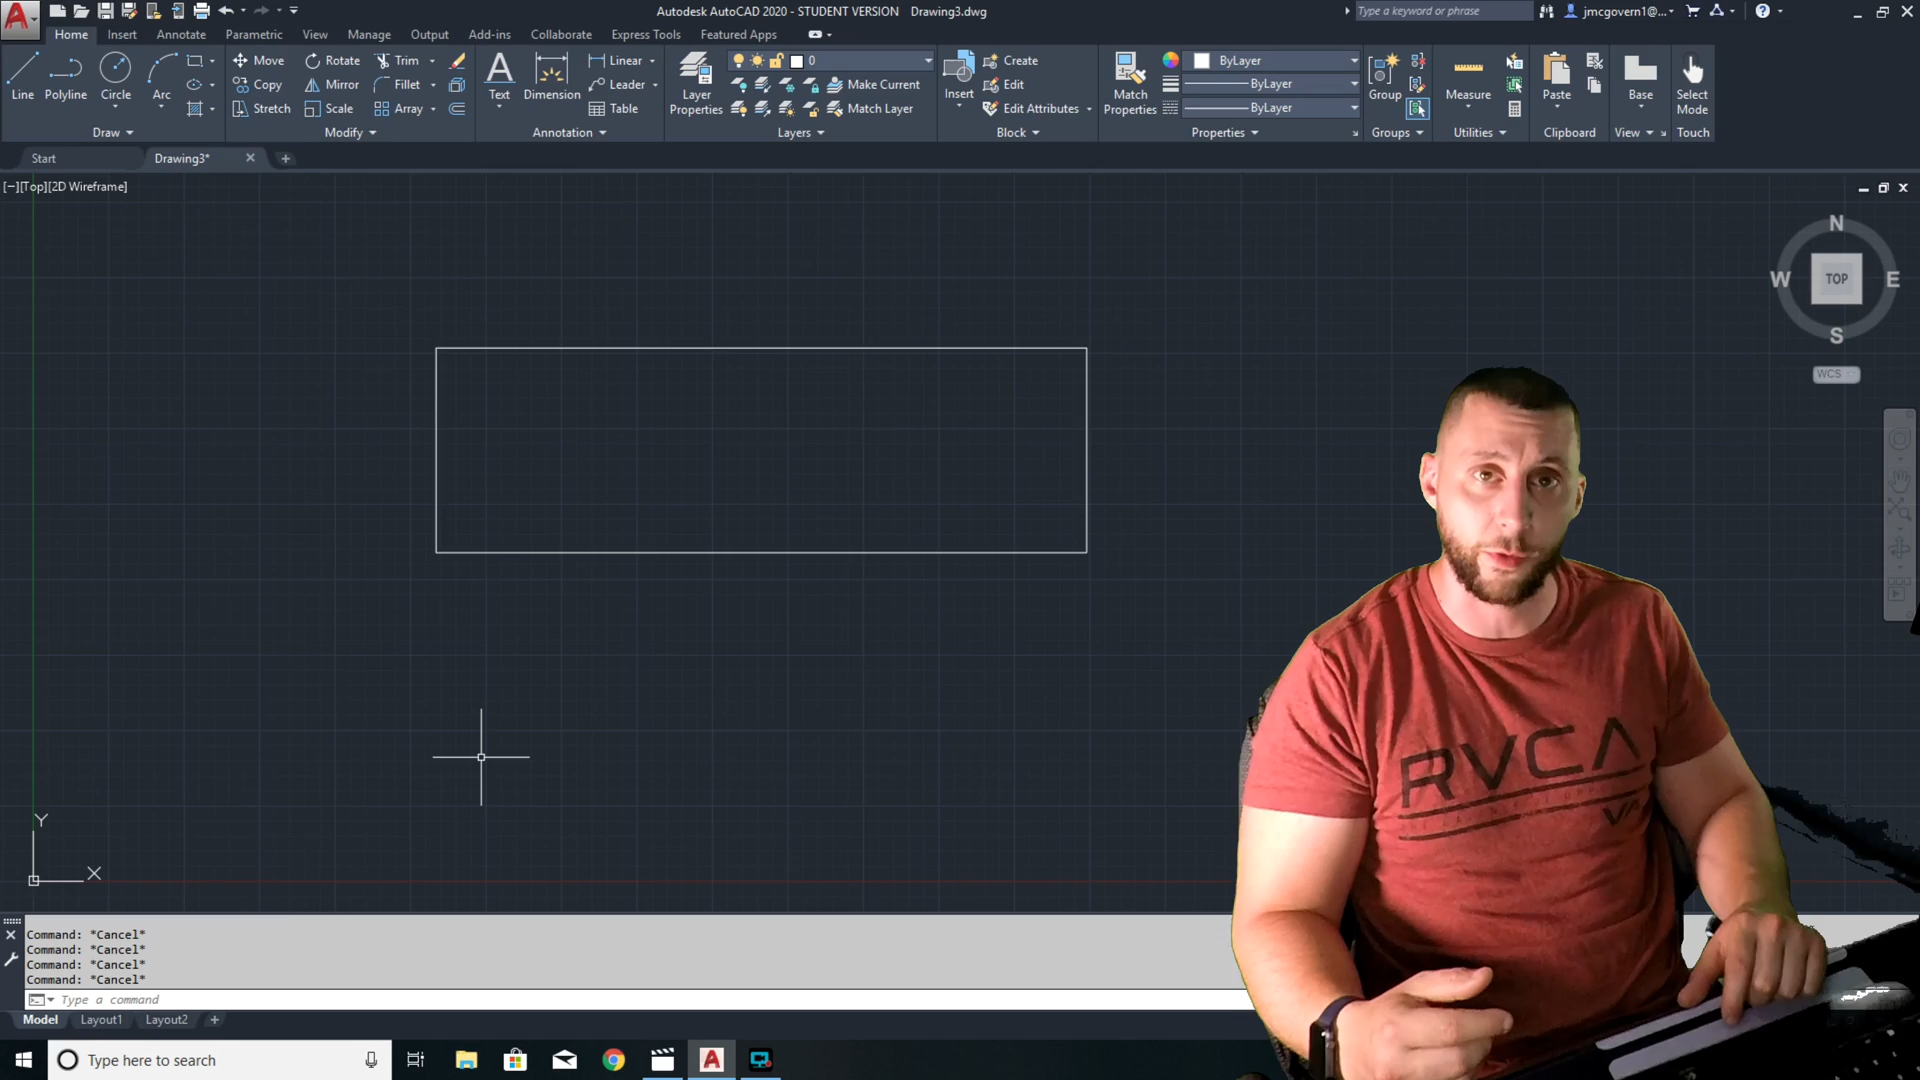 Autodesk AutoCAD 2020 - STUDENT VERSION Drawing3.dwg
Type a keyword or phrase
jmcgovern1@...
Home Insert Annotate Parametric View Manage Output Add-ins Collaborate Express Tools Featured Apps
Line Polyline Circle Arc
Draw
Move Rotate Trim
Copy Mirror Fillet
Stretch Scale Array
Modify
Text Dimension
Linear
Leader
Table
Annotation
Layer Properties
0
Make Current
Match Layer
Layers
Insert
Create
Edit
Edit Attributes
Block
Match Properties
ByLayer
ByLayer
ByLayer
Properties
Group
Groups
Measure
Utilities
Paste
Clipboard
Base
View
Select Mode
Touch
Start Drawing3*
[−][Top][2D Wireframe]
N
W TOP E
S
WCS
Y
X
RVCA
VA
Command: *Cancel*
Command: *Cancel*
Command: *Cancel*
Command: *Cancel*
Type a command
Model Layout1 Layout2
Type here to search